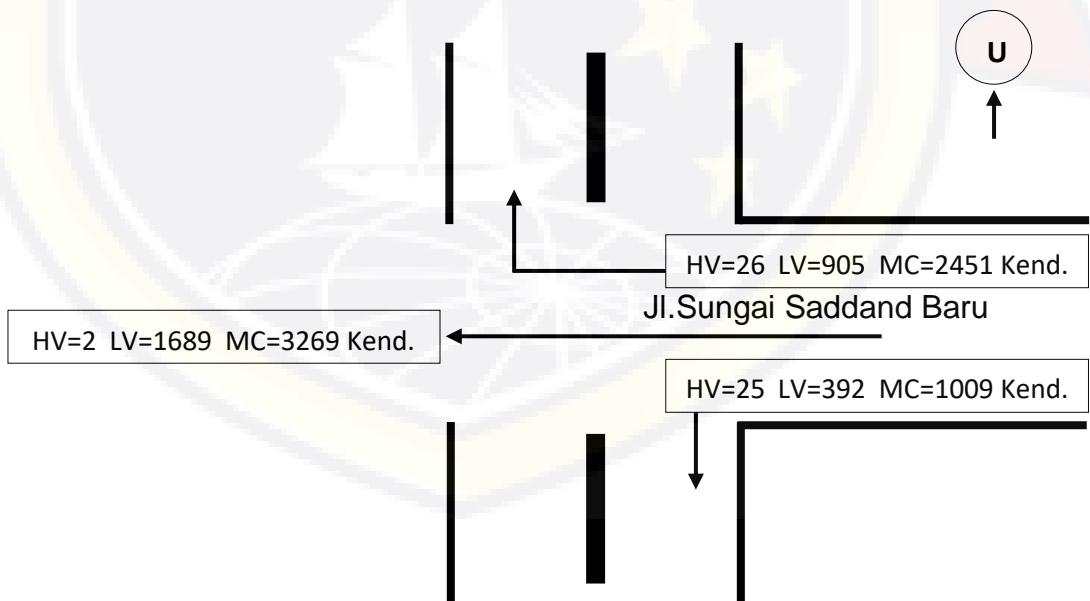 U
HV=26 LV=905 MC=2451 Kend.
Jl.Sungai Saddand Baru
HV=2 LV=1689 MC=3269 Kend.
HV=25 LV=392 MC=1009 Kend.